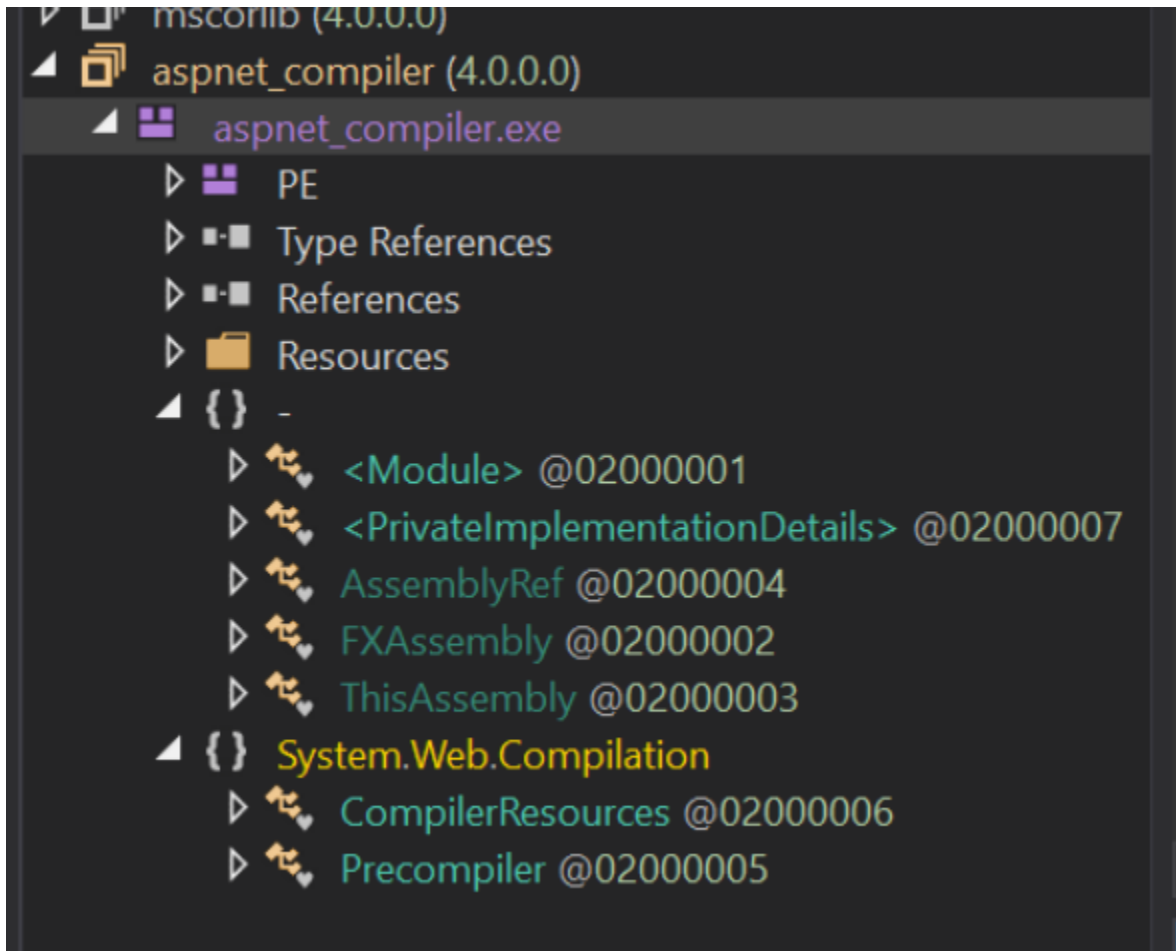 mscorlib (4.0.0.0)
aspnet_compiler (4.0.0.0)
aspnet_compiler.exe
PE
Type References
References
Resources
{ } -
<Module> @02000001
<PrivateImplementationDetails> @02000007
AssemblyRef @02000004
FXAssembly @02000002
ThisAssembly @02000003
{ } System.Web.Compilation
CompilerResources @02000006
Precompiler @02000005